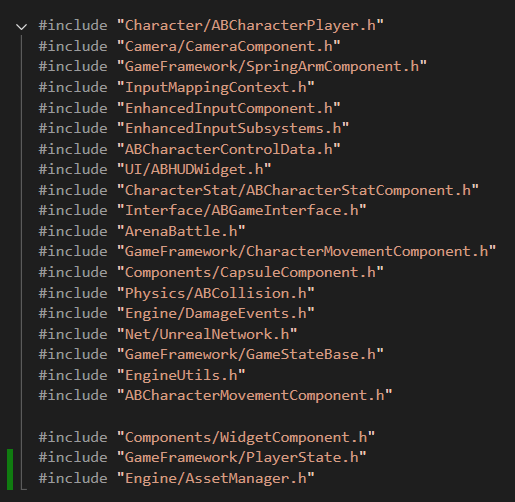 #include "Character/ABCharacterPlayer.h"
#include "Camera/CameraComponent.h"
#include "GameFramework/SpringArmComponent.h"
#include "InputMappingContext.h"
#include "EnhancedInputComponent.h"
#include "EnhancedInputSubsystems.h"
#include "ABCharacterControlData.h"
#include "UI/ABHUDWidget.h"
#include "CharacterStat/ABCharacterStatComponent.h"
#include "Interface/ABGameInterface.h"
#include "ArenaBattle.h"
#include "GameFramework/CharacterMovementComponent.h"
#include "Components/CapsuleComponent.h"
#include "Physics/ABCollision.h"
#include "Engine/DamageEvents.h"
#include "Net/UnrealNetwork.h"
#include "GameFramework/GameStateBase.h"
#include "EngineUtils.h"
#include "ABCharacterMovementComponent.h"

#include "Components/WidgetComponent.h"
#include "GameFramework/PlayerState.h"
#include "Engine/AssetManager.h"